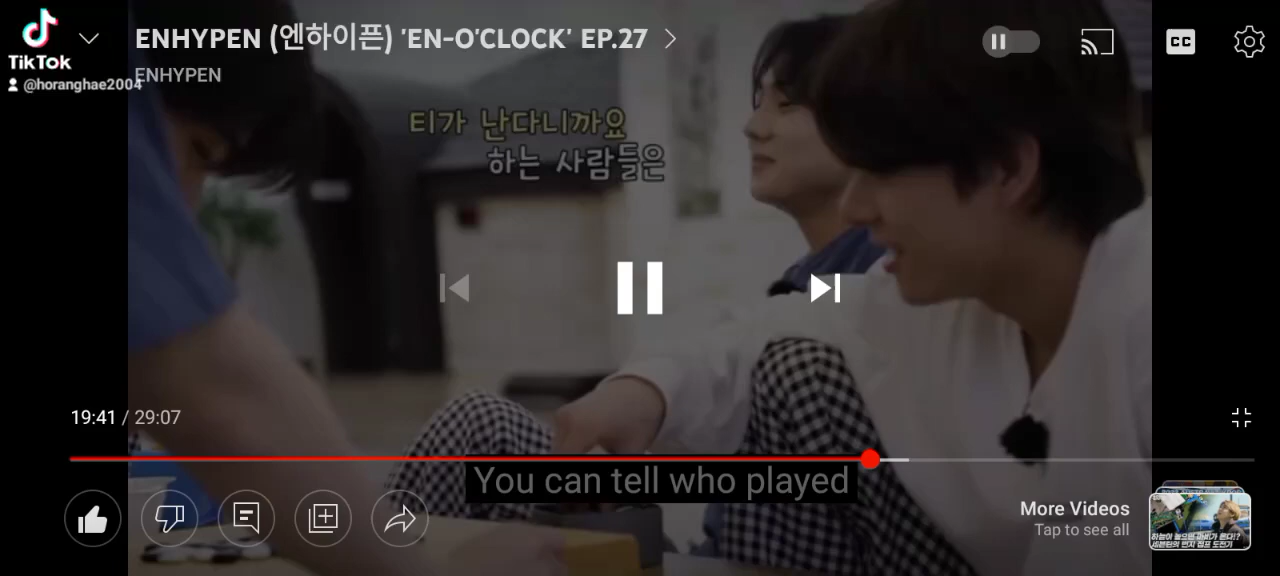 TikTok
@horanghae2004
ENHYPEN (엔하이픈) 'EN-O'CLOCK' EP.27
ENHYPEN
CC
티가 난다니까요
하는 사람들은
19:41 / 29:07
You can tell who played
More Videos
Tap to see all